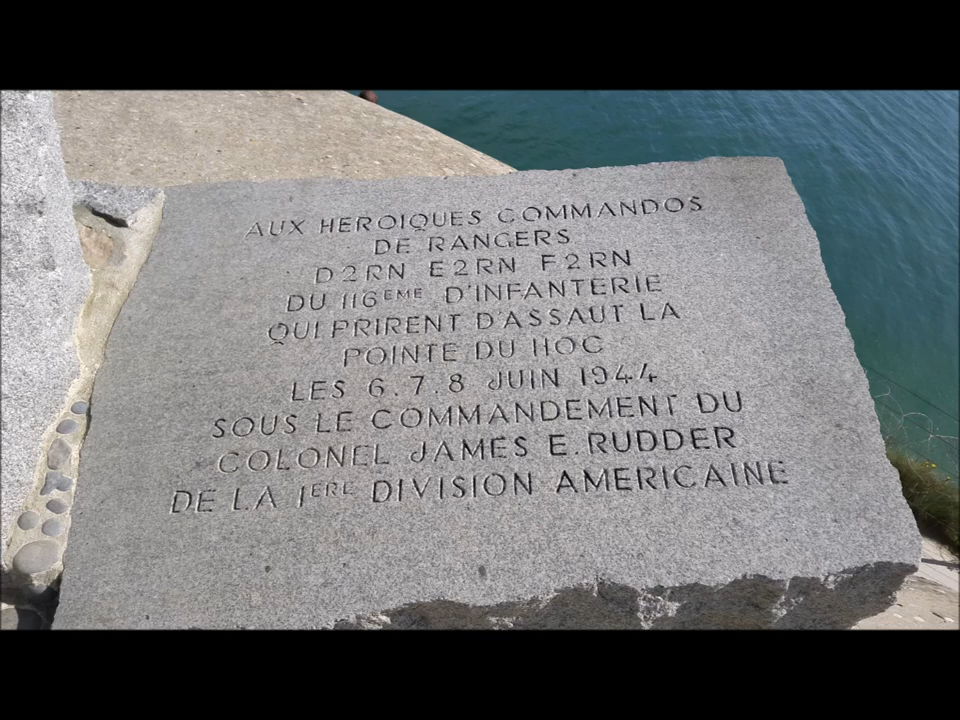 AUX HEROIQUES COMMANDOS
DE RANGERS
D2RN E2RN F2RN
DU 116EME D'INFANTERIE
QUI PRIRENT D'ASSAUT LA
POINTE DU HOC
LES 6.7.8 JUIN 1944
SOUS LE COMMANDEMENT DU
COLONEL JAMES E.RUDDER
DE LA 1ERE DIVISION AMERICAINE